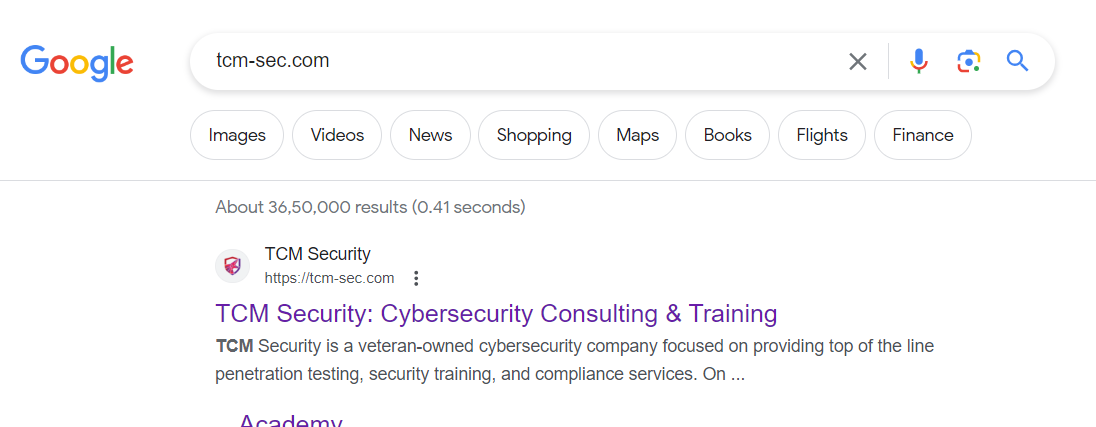 Google
tcm-sec.com
Images Videos News Shopping Maps Books Flights Finance
About 36,50,000 results (0.41 seconds)
TCM Security
https://tcm-sec.com
TCM Security: Cybersecurity Consulting & Training
TCM Security is a veteran-owned cybersecurity company focused on providing top of the line
penetration testing, security training, and compliance services. On ...
Academy